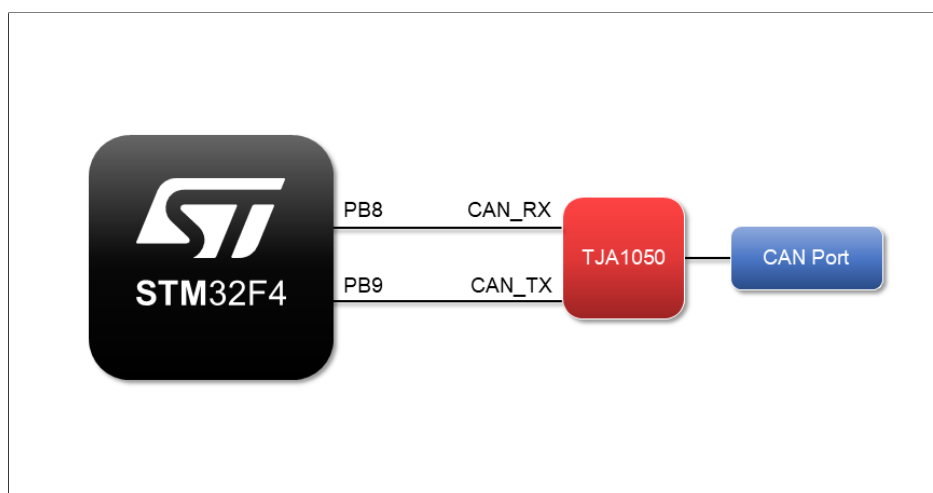 ST
STM32F4
PB8
CAN_RX
PB9
CAN_TX
TJA1050
CAN Port